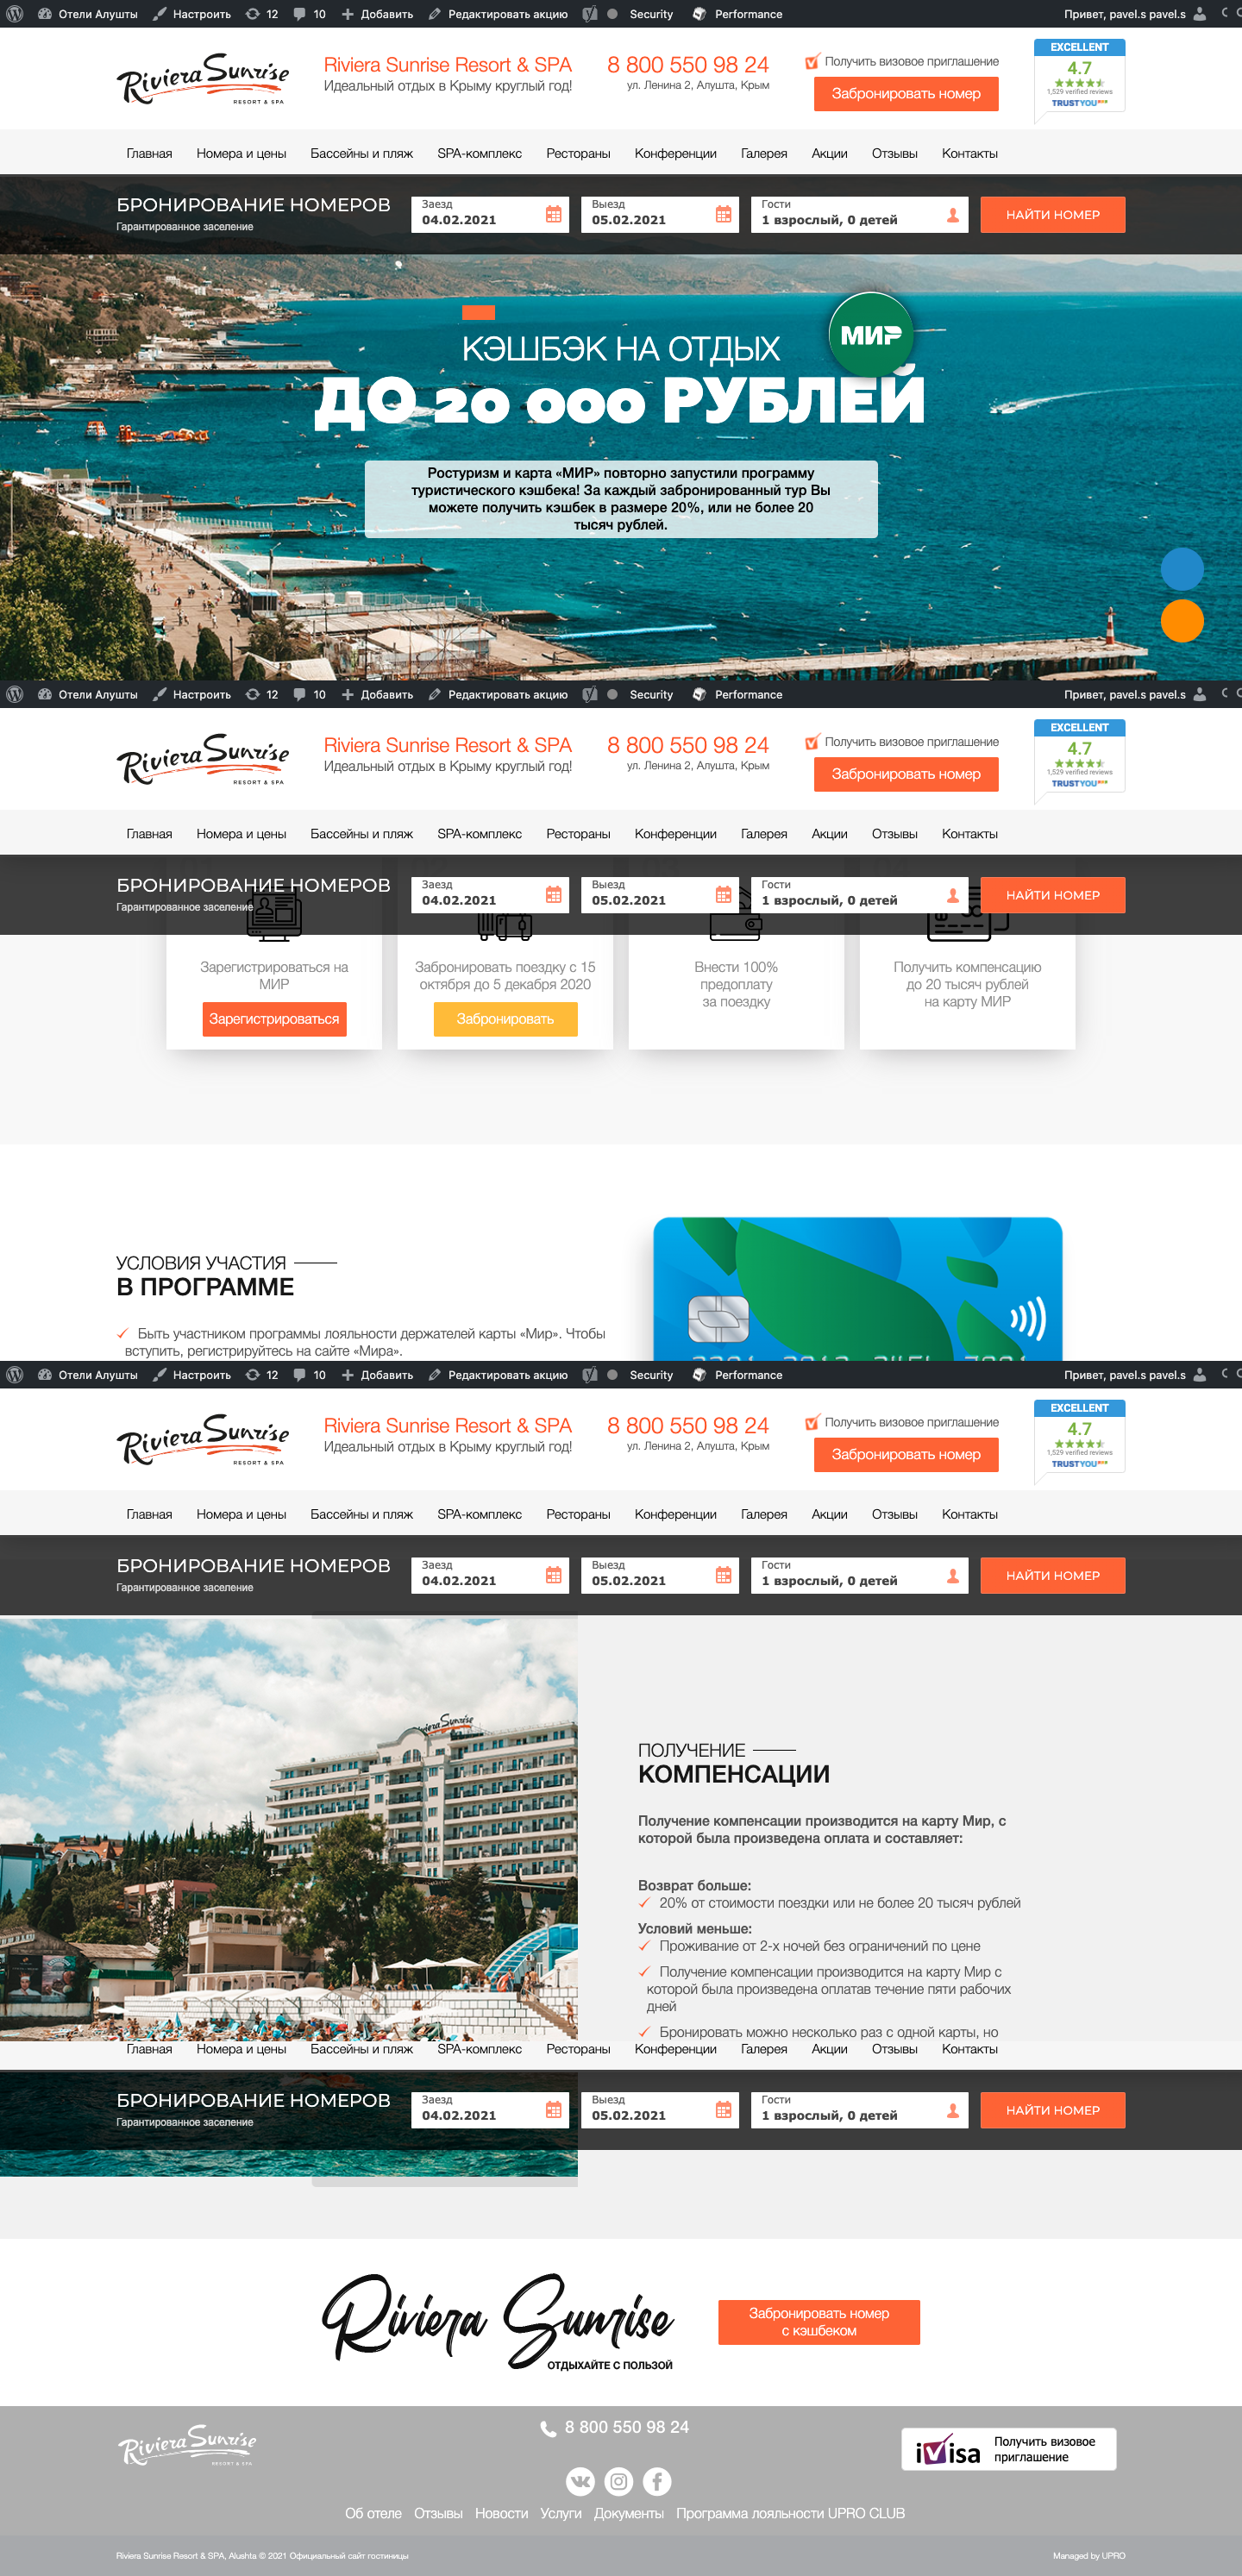 Отели Алушты Настроить 12 10 Добавить Редактировать акцию Security Performance Привет, pavel.s pavel.s
Riviera Sunrise
RESORT & SPA
Riviera Sunrise Resort & SPA
Идеальный отдых в Крыму круглый год!
8 800 550 98 24
ул. Ленина 2, Алушта, Крым
Получить визовое приглашение
Забронировать номер
EXCELLENT
4.7
1,529 verified reviews
TRUSTYOU
Главная Номера и цены Бассейны и пляж SPA-комплекс Рестораны Конференции Галерея Акции Отзывы Контакты
БРОНИРОВАНИЕ НОМЕРОВ
Гарантированное заселение
Заезд
04.02.2021
Выезд
05.02.2021
Гости
1 взрослый, 0 детей
НАЙТИ НОМЕР
КЭШБЭК НА ОТДЫХ
МИР
ДО 20 000 РУБЛЕЙ
Ростуризм и карта «МИР» повторно запустили программу
туристического кэшбека! За каждый забронированный тур Вы
можете получить кэшбек в размере 20%, или не более 20
тысяч рублей.
Отели Алушты Настроить 12 10 Добавить Редактировать акцию Security Performance Привет, pavel.s pavel.s
Riviera Sunrise
RESORT & SPA
Riviera Sunrise Resort & SPA
Идеальный отдых в Крыму круглый год!
8 800 550 98 24
ул. Ленина 2, Алушта, Крым
Получить визовое приглашение
Забронировать номер
EXCELLENT
4.7
1,529 verified reviews
TRUSTYOU
Главная Номера и цены Бассейны и пляж SPA-комплекс Рестораны Конференции Галерея Акции Отзывы Контакты
БРОНИРОВАНИЕ НОМЕРОВ
Гарантированное заселение
Заезд
04.02.2021
Выезд
05.02.2021
Гости
1 взрослый, 0 детей
НАЙТИ НОМЕР
Зарегистрироваться на
МИР
Зарегистрироваться
Забронировать поездку с 15
октября до 5 декабря 2020
Забронировать
Внести 100%
предоплату
за поездку
Получить компенсацию
до 20 тысяч рублей
на карту МИР
УСЛОВИЯ УЧАСТИЯ
В ПРОГРАММЕ
Быть участником программы лояльности держателей карты «Мир». Чтобы
вступить, регистрируйтесь на сайте «Мира».
Отели Алушты Настроить 12 10 Добавить Редактировать акцию Security Performance Привет, pavel.s pavel.s
Riviera Sunrise
RESORT & SPA
Riviera Sunrise Resort & SPA
Идеальный отдых в Крыму круглый год!
8 800 550 98 24
ул. Ленина 2, Алушта, Крым
Получить визовое приглашение
Забронировать номер
EXCELLENT
4.7
1,529 verified reviews
TRUSTYOU
Главная Номера и цены Бассейны и пляж SPA-комплекс Рестораны Конференции Галерея Акции Отзывы Контакты
БРОНИРОВАНИЕ НОМЕРОВ
Гарантированное заселение
Заезд
04.02.2021
Выезд
05.02.2021
Гости
1 взрослый, 0 детей
НАЙТИ НОМЕР
Riviera Sunrise
ПОЛУЧЕНИЕ
КОМПЕНСАЦИИ
Получение компенсации производится на карту Мир, с
которой была произведена оплата и составляет:
Возврат больше:
20% от стоимости поездки или не более 20 тысяч рублей
Условий меньше:
Проживание от 2-х ночей без ограничений по цене
Получение компенсации производится на карту Мир с
которой была произведена оплатав течение пяти рабочих
дней
Бронировать можно несколько раз с одной карты, но
Главная Номера и цены Бассейны и пляж SPA-комплекс Рестораны Конференции Галерея Акции Отзывы Контакты
БРОНИРОВАНИЕ НОМЕРОВ
Гарантированное заселение
Заезд
04.02.2021
Выезд
05.02.2021
Гости
1 взрослый, 0 детей
НАЙТИ НОМЕР
Riviera Sunrise
ОТДЫХАЙТЕ С ПОЛЬЗОЙ
Забронировать номер
с кэшбеком
Riviera Sunrise
RESORT & SPA
8 800 550 98 24
iVisa
Получить визовое
приглашение
Об отеле Отзывы Новости Услуги Документы Программа лояльности UPRO CLUB
Riviera Sunrise Resort & SPA, Alushta © 2021 Официальный сайт гостиницы
Managed by UPRO